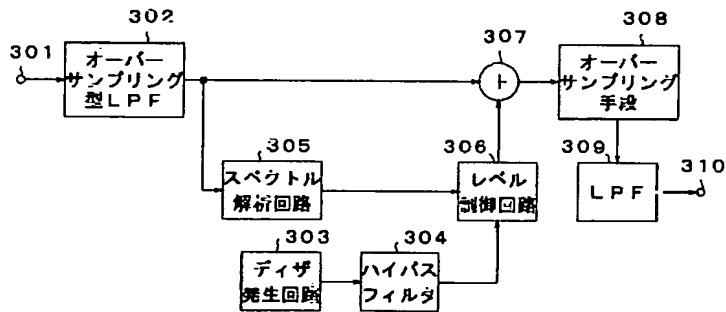 302
301
オーバー
サンプリング
型LPF
307
+
308
オーバー
サンプリング
手段
305
スペクトル
解析回路
306
レベル
制御回路
309
LPF
310
303
ディザ
発生回路
304
ハイパス
フィルタ